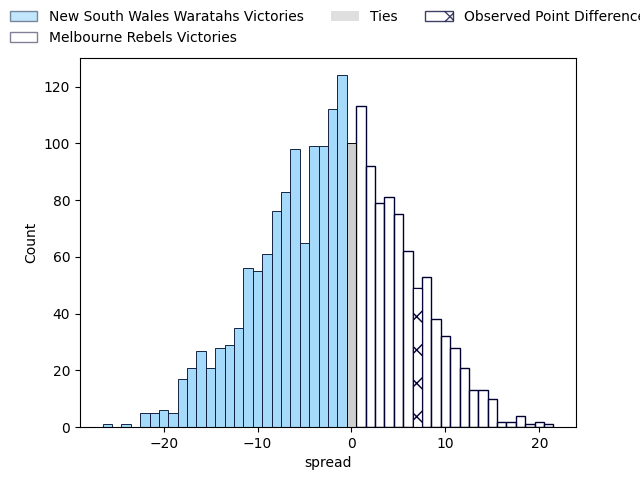 New South Wales Waratahs Victories
Ties
Observed Point Difference
Melbourne Rebels Victories
120
100
80
60
40
20
0
Count
−20
−10
0
10
20
spread